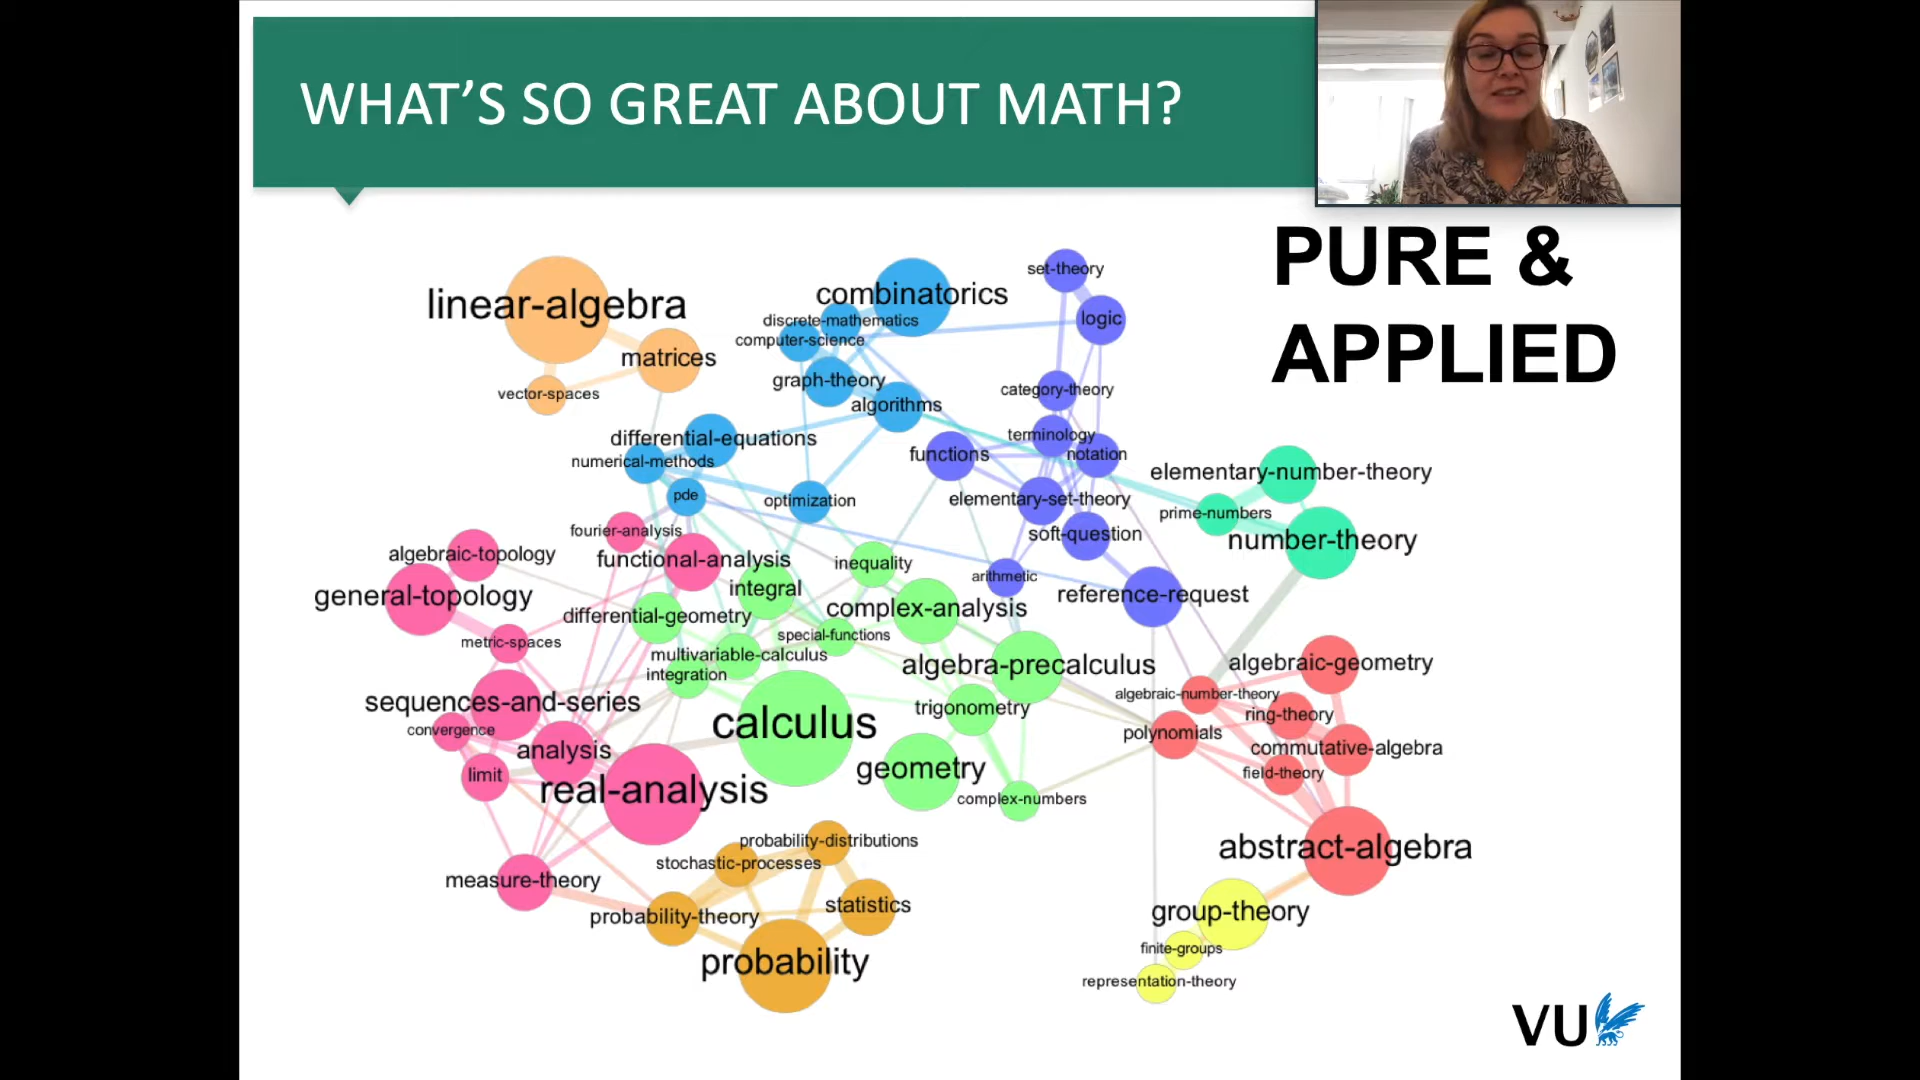 WHAT'S SO GREAT ABOUT MATH?
PURE &
APPLIED
linear-algebra
matrices
vector-spaces
combinatorics
discrete-mathematics
computer-science
graph-theory
algorithms
set-theory
logic
category-theory
terminology
notation
functions
elementary-set-theory
soft-question
arithmetic
reference-request
differential-equations
numerical-methods
pde
optimization
elementary-number-theory
prime-numbers
number-theory
fourier-analysis
functional-analysis
algebraic-topology
general-topology
metric-spaces
integral
inequality
differential-geometry
complex-analysis
special-functions
multivariable-calculus
integration
algebra-precalculus
trigonometry
sequences-and-series
convergence
analysis
limit
real-analysis
calculus
geometry
complex-numbers
algebraic-geometry
algebraic-number-theory
ring-theory
polynomials
commutative-algebra
field-theory
abstract-algebra
measure-theory
probability-distributions
stochastic-processes
probability-theory
statistics
probability
group-theory
finite-groups
representation-theory
VU